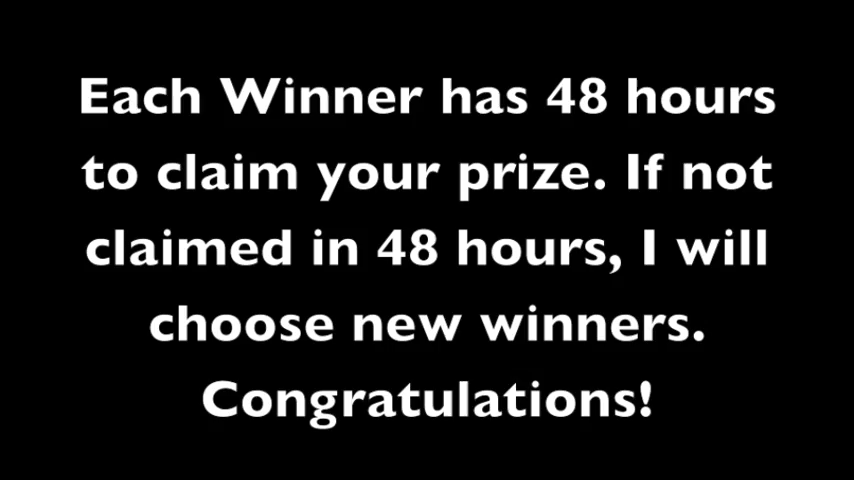 Each Winner has 48 hours
to claim your prize. If not
claimed in 48 hours, I will
choose new winners.
Congratulations!